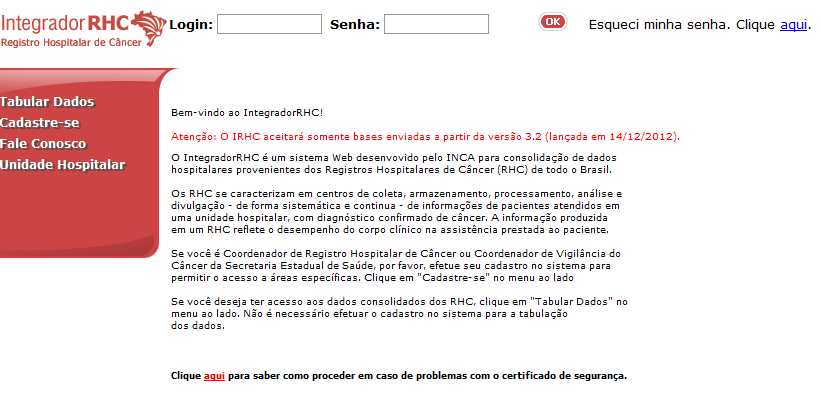 IntegradorRHC
Registro Hospitalar de Câncer
Login: Senha: OK Esqueci minha senha. Clique aqui.
Tabular Dados
Cadastre-se
Fale Conosco
Unidade Hospitalar
Bem-vindo ao IntegradorRHC!
Atenção: O IRHC aceitará somente bases enviadas a partir da versão 3.2 (lançada em 14/12/2012).
O IntegradorRHC é um sistema Web desenvovido pelo INCA para consolidação de dados
hospitalares provenientes dos Registros Hospitalares de Câncer (RHC) de todo o Brasil.
Os RHC se caracterizam em centros de coleta, armazenamento, processamento, análise e
divulgação - de forma sistemática e continua - de informações de pacientes atendidos em
uma unidade hospitalar, com diagnóstico confirmado de câncer. A informação produzida
em um RHC reflete o desempenho do corpo clínico na assistência prestada ao paciente.
Se você é Coordenador de Registro Hospitalar de Câncer ou Coordenador de Vigilância do
Câncer da Secretaria Estadual de Saúde, por favor, efetue seu cadastro no sistema para
permitir o acesso a áreas específicas. Clique em "Cadastre-se" no menu ao lado
Se você deseja ter acesso aos dados consolidados dos RHC, clique em "Tabular Dados" no
menu ao lado. Não é necessário efetuar o cadastro no sistema para a tabulação
dos dados.
Clique aqui para saber como proceder em caso de problemas com o certificado de segurança.